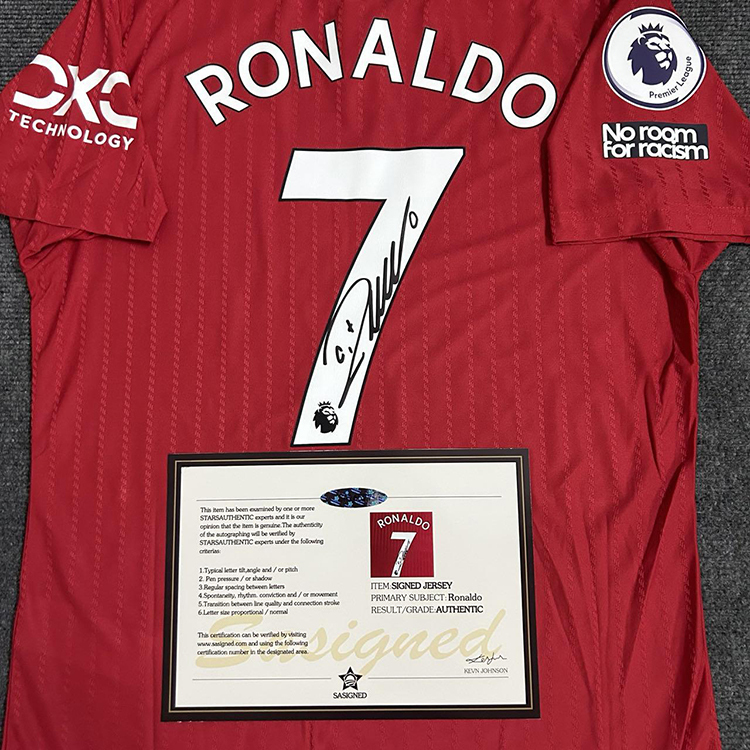 RONALDO
DXC
TECHNOLOGY
Premier League
No room
for racism
7
This item has been examined by one or more
STARSAUTHENTIC experts and it is our
opinion that the item is genuine.The authenticity
of the autographing will be verified by
STARSAUTHENTIC experts under the following
criterias:
1.Typical letter tilt,angle and / or pitch
2. Pen pressure / or shadow
3.Regular spacing between letters
4.Spontaneity, rhythm. conviction and / or movement
5.Transition between line quality and connection stroke
6.Letter size proportional / normal
This certification can be verified by visiting
www.sasigned.com and using the following
certification number in the designated area.
RONALDO
7
ITEM:SIGNED JERSEY
PRIMARY SUBJECT:Ronaldo
RESULT/GRADE:AUTHENTIC
Sasigned
KEVN JOHNSON
SASIGNED